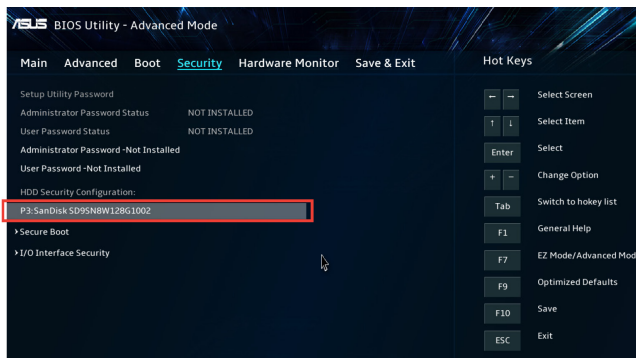 ASUS BIOS Utility - Advanced Mode
Main Advanced Boot Security Hardware Monitor Save & Exit
Setup Utility Password
Administrator Password Status NOT INSTALLED
User Password Status NOT INSTALLED
Administrator Password -Not Installed
User Password -Not Installed
HDD Security Configuration:
P3:SanDisk SD9SN8W128G1002
Secure Boot
I/O Interface Security
Hot Keys
← → Select Screen
↑ ↓ Select Item
Enter Select
+ - Change Option
Tab Switch to hokey list
F1 General Help
F7 EZ Mode/Advanced Mod
F9 Optimized Defaults
F10 Save
ESC Exit